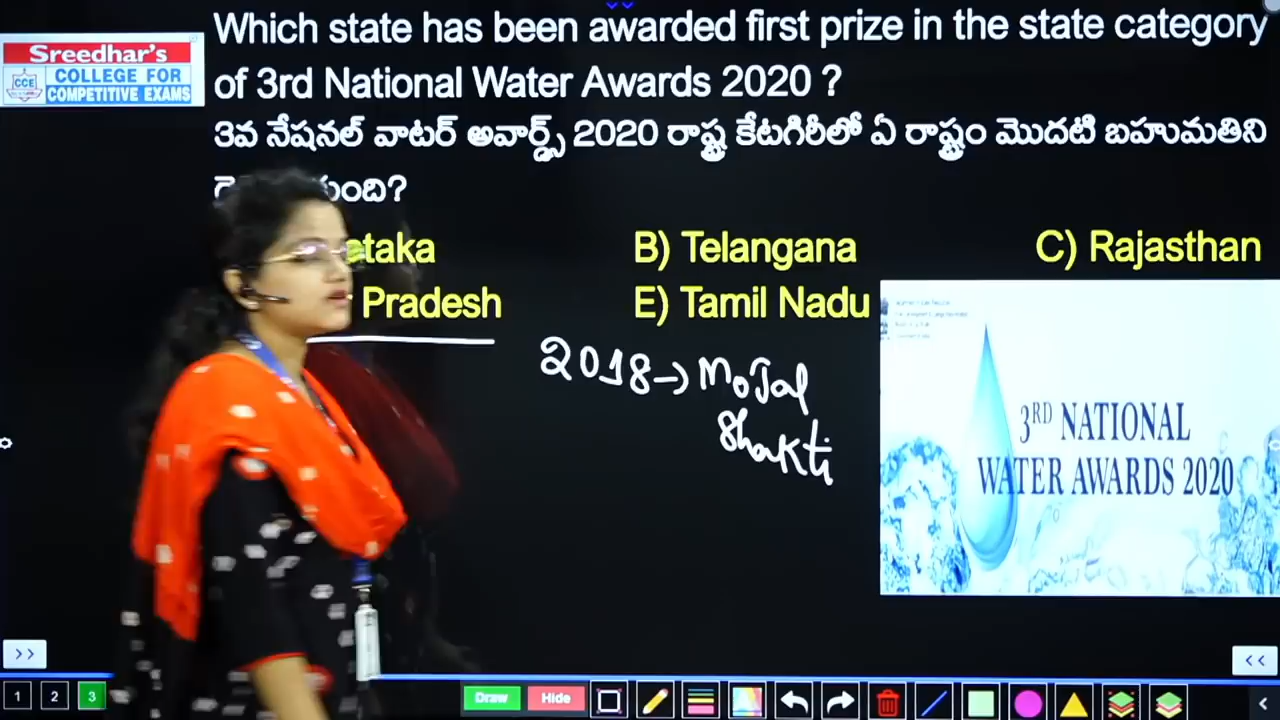 Which state has been awarded first prize in the state category
of 3rd National Water Awards 2020 ?
Sreedhar's
CCE
COLLEGE FOR
COMPETITIVE EXAMS
3వ నేషనల్ వాటర్ అవార్డ్స్ 2020 రాష్ట్ర కేటగిరీలో ఏ రాష్ట్రం మొదటి బహుమతిని
B) Telangana
C) Rajasthan
Pradesh
E) Tamil Nadu
2018→ Mo Jal
Shakti
3RD NATIONAL
WATER AWARDS 2020
>>
<<
1 2 3
Draw
Hide
<